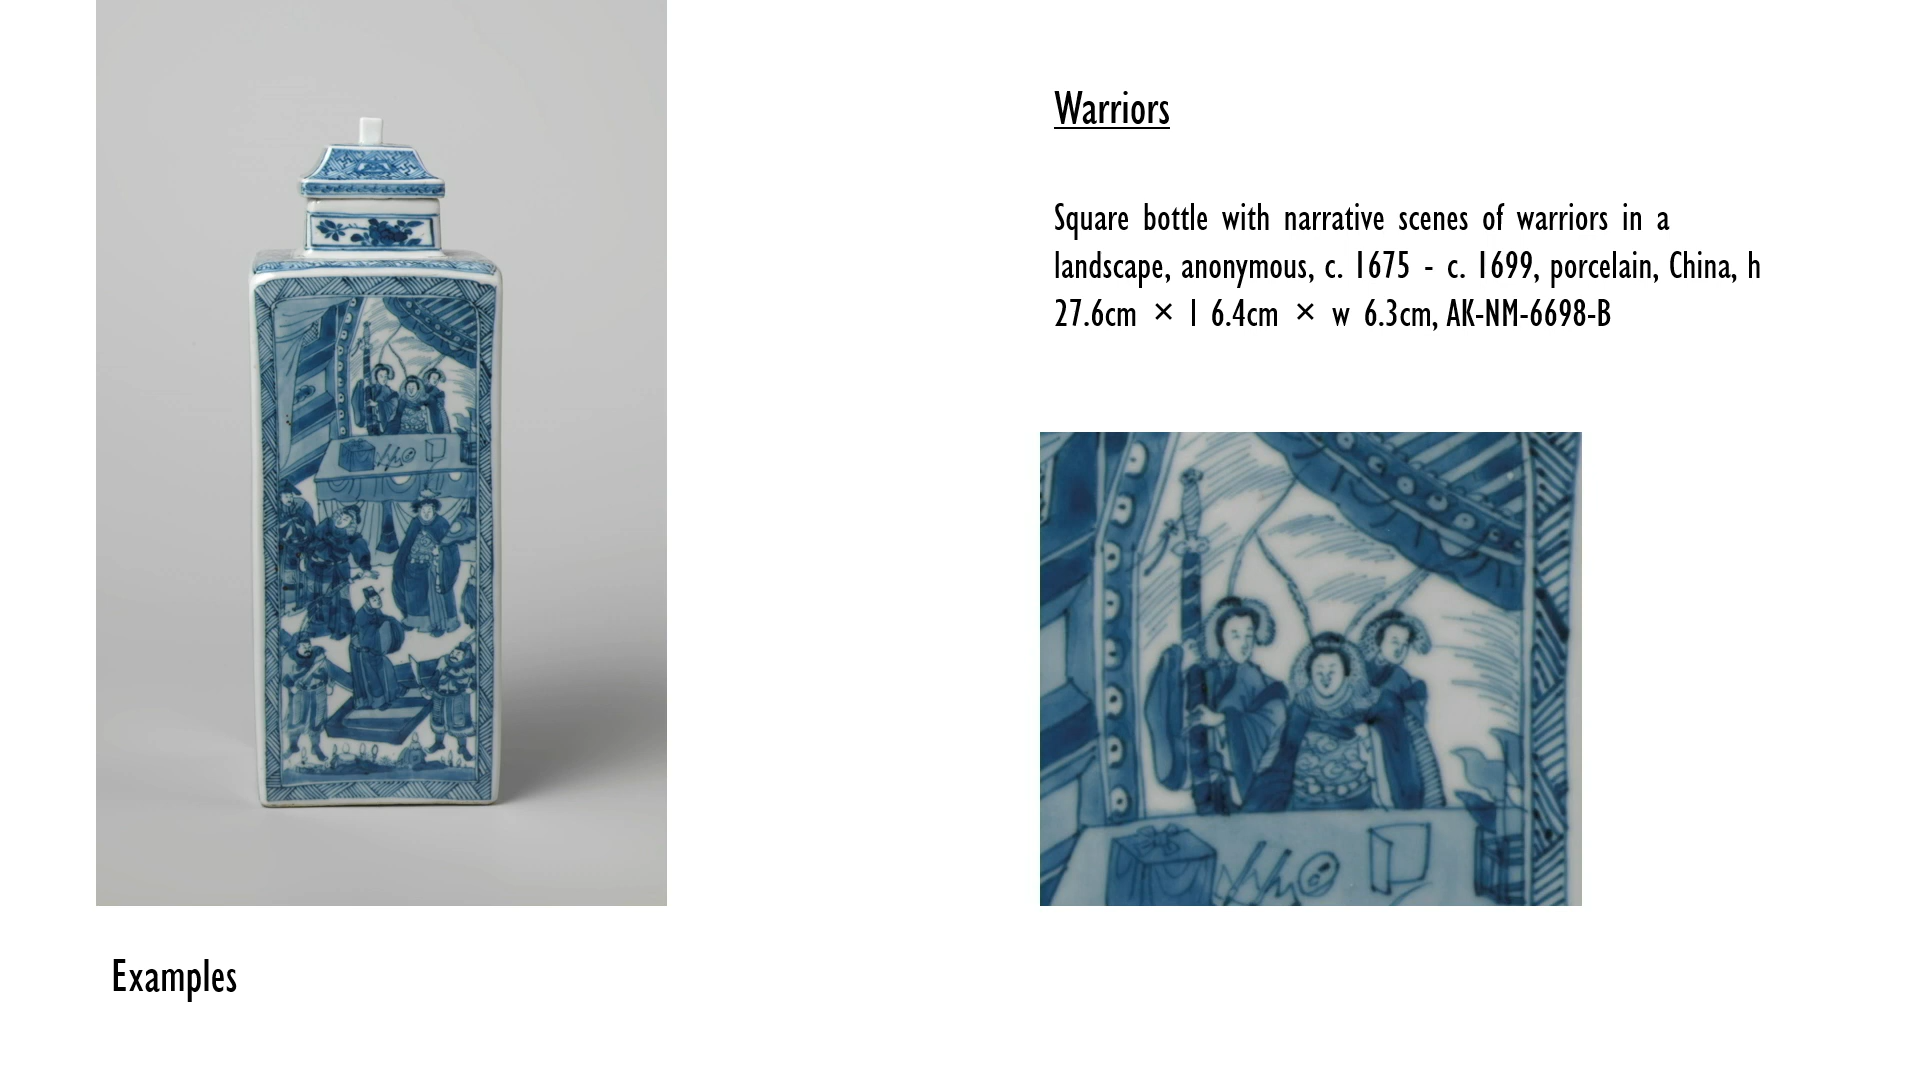 Warriors
Square bottle with narrative scenes of warriors in a
landscape, anonymous, c. 1675 - c. 1699, porcelain, China, h
27.6cm × l 6.4cm × w 6.3cm, AK-NM-6698-B
Examples